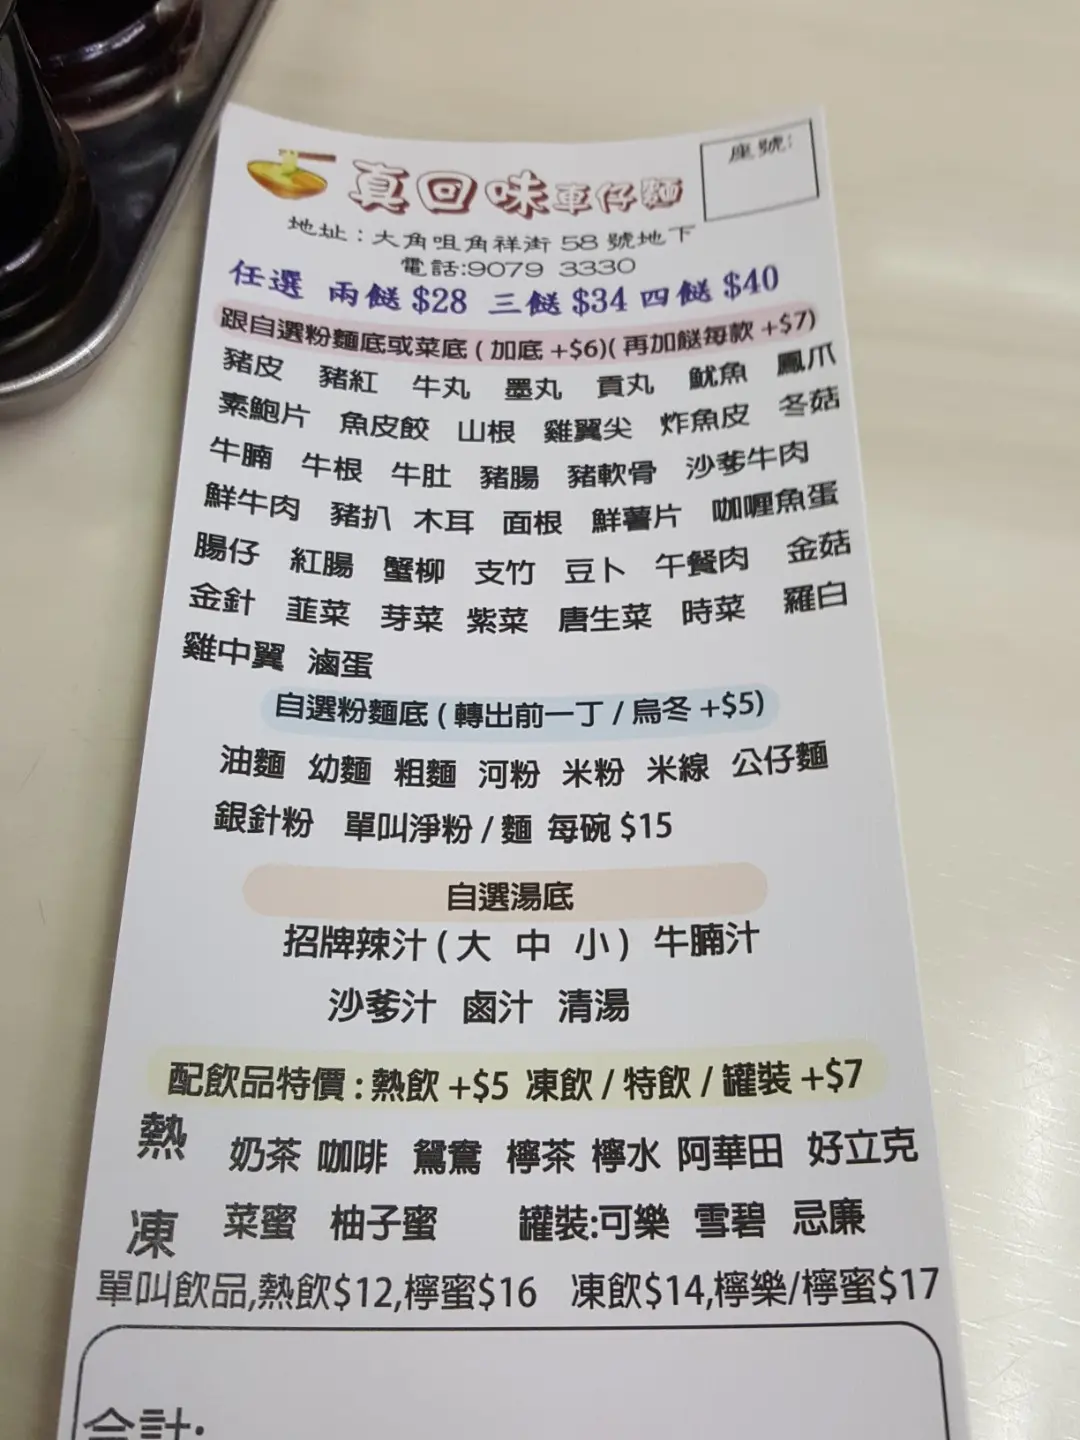 真回味車仔麵
座號:
地址：大角咀角祥街 58 號地下
電話:9079 3330
任選 兩餸 $28 三餸 $34 四餸 $40
跟自選粉麵底或菜底 ( 加底 +$6)( 再加餸每款 +$7)
豬皮 豬紅 牛丸 墨丸 貢丸 魷魚 鳳爪
素鮑片 魚皮餃 山根 雞翼尖 炸魚皮 冬菇
牛腩 牛根 牛肚 豬腸 豬軟骨 沙爹牛肉
鮮牛肉 豬扒 木耳 面根 鮮薯片 咖喱魚蛋
腸仔 紅腸 蟹柳 支竹 豆卜 午餐肉 金菇
金針 韮菜 芽菜 紫菜 唐生菜 時菜 羅白
雞中翼 滷蛋
自選粉麵底 ( 轉出前一丁 / 烏冬 +$5)
油麵 幼麵 粗麵 河粉 米粉 米線 公仔麵
銀針粉 單叫淨粉 / 麵 每碗 $15
自選湯底
招牌辣汁 ( 大 中 小 ) 牛腩汁
沙爹汁 鹵汁 清湯
配飲品特價 : 熱飲 +$5 凍飲 / 特飲 / 罐裝 +$7
熱 奶茶 咖啡 鴛鴦 檸茶 檸水 阿華田 好立克
凍 菜蜜 柚子蜜 罐裝:可樂 雪碧 忌廉
單叫飲品,熱飲$12,檸蜜$16 凍飲$14,檸樂/檸蜜$17
合計: